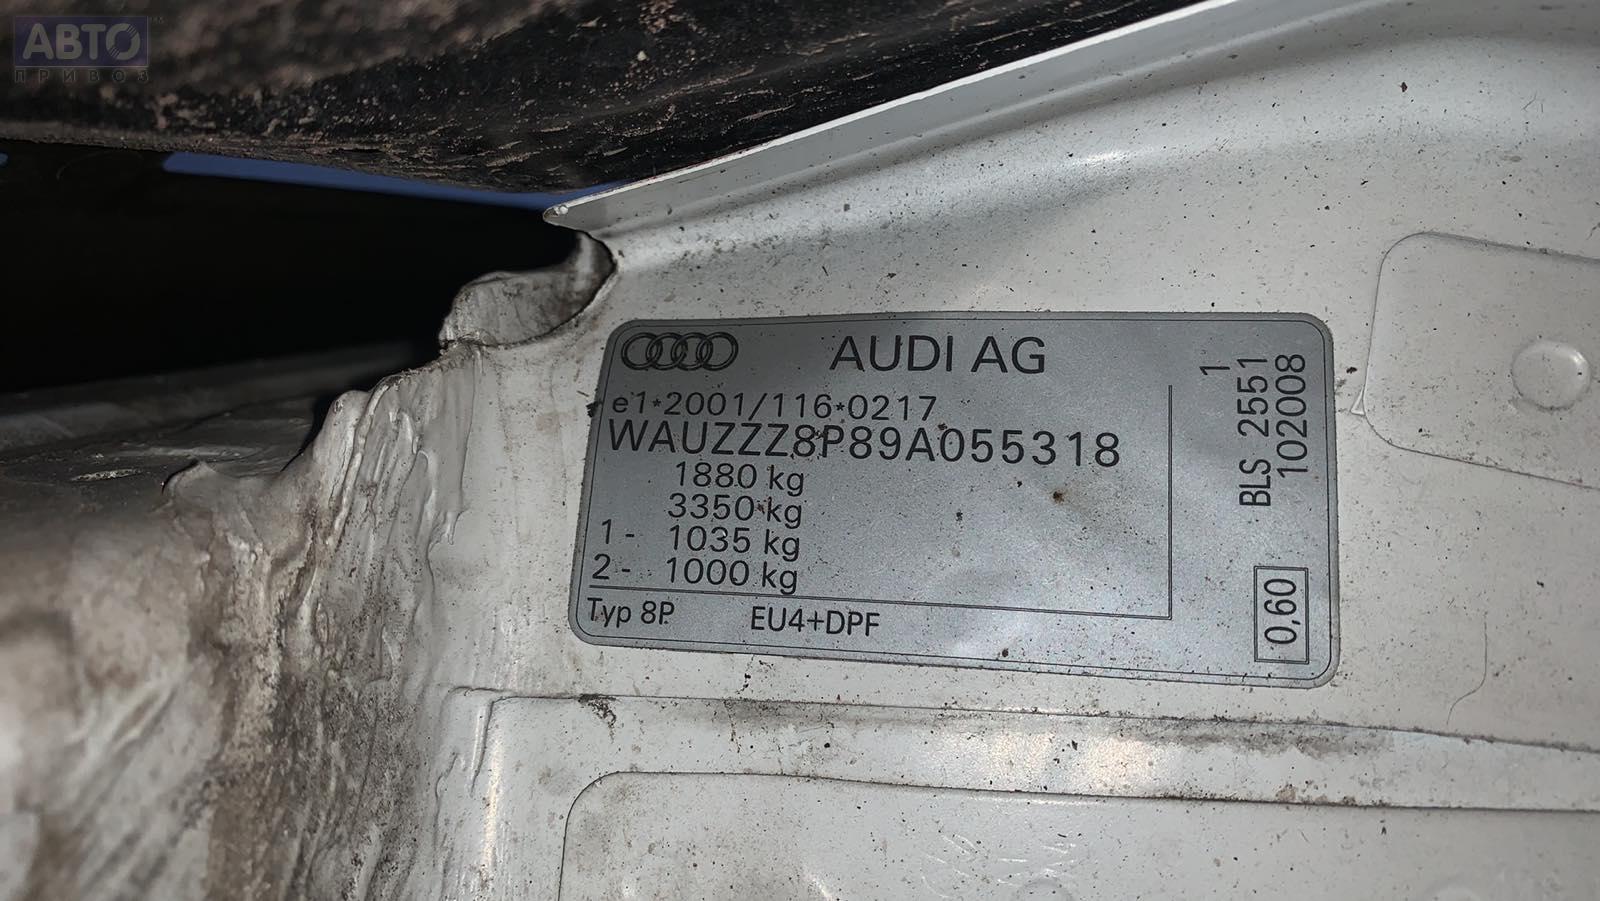 АВТО
ПРИВОЗ
AUDI AG
e1*2001/116*0217
WAUZZZ8P89A055318
1880 kg
3350 kg
1- 1035 kg
2- 1000 kg
Typ 8P EU4+DPF
1
BLS 2551
102008
0,60